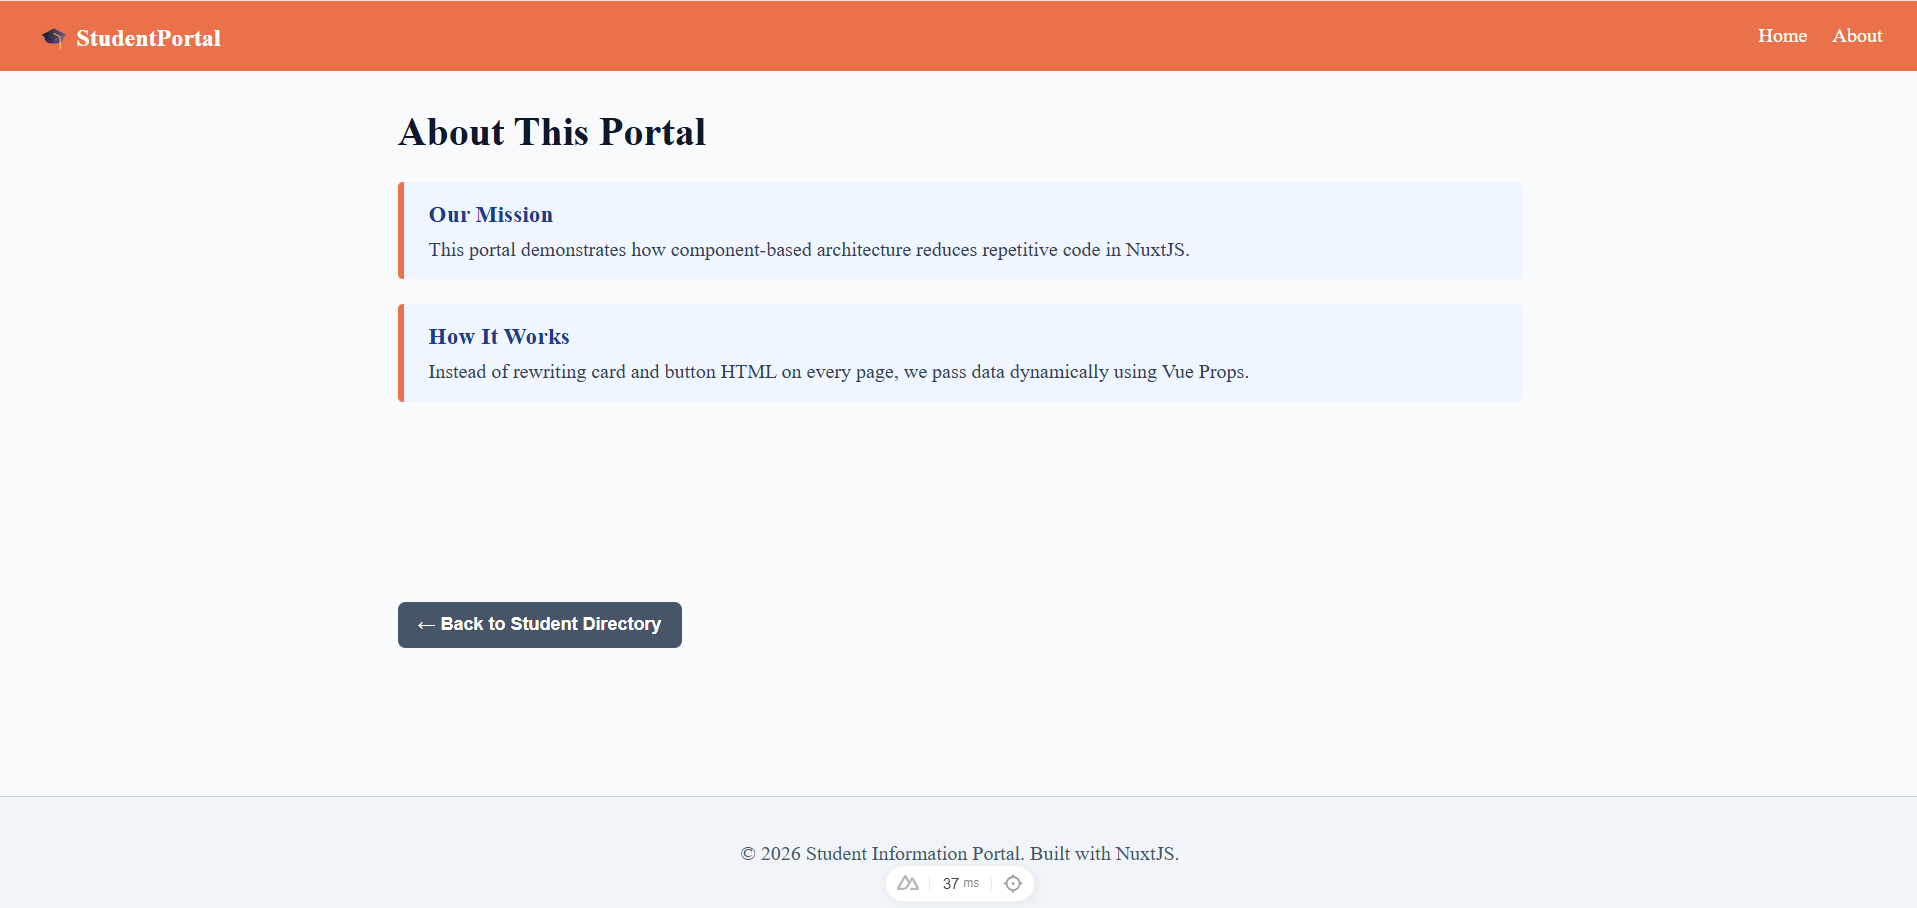 🎓 StudentPortal
Home About
About This Portal
Our Mission
This portal demonstrates how component-based architecture reduces repetitive code in NuxtJS.
How It Works
Instead of rewriting card and button HTML on every page, we pass data dynamically using Vue Props.
← Back to Student Directory
© 2026 Student Information Portal. Built with NuxtJS.
37 ms